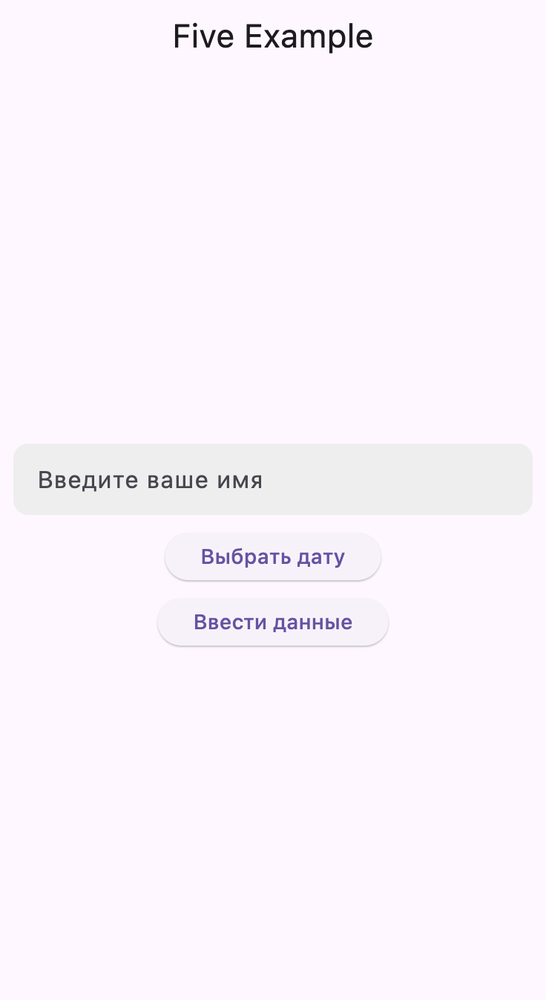 Five Example
Введите ваше имя
Выбрать дату
Ввести данные